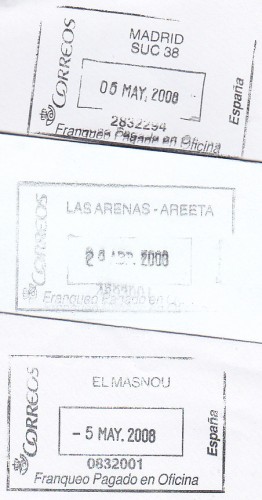 CORREOS
MADRID
SUC 38
05 MAY. 2008
2832294
Franqueo Pagado en Oficina
España
CORREOS
LAS ARENAS - AREETA
ABR. 2008
Franqueo Pagado en
CORREOS
EL MASNOU
- 5 MAY. 2008
0832001
Franqueo Pagado en Oficina
España